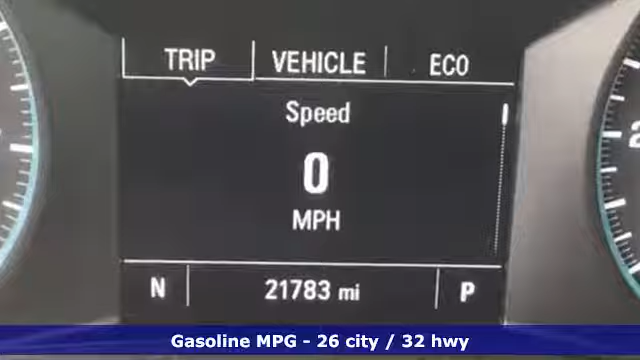 TRIP VEHICLE ECO
Speed
0
MPH
N 21783 mi P
Gasoline MPG - 26 city / 32 hwy